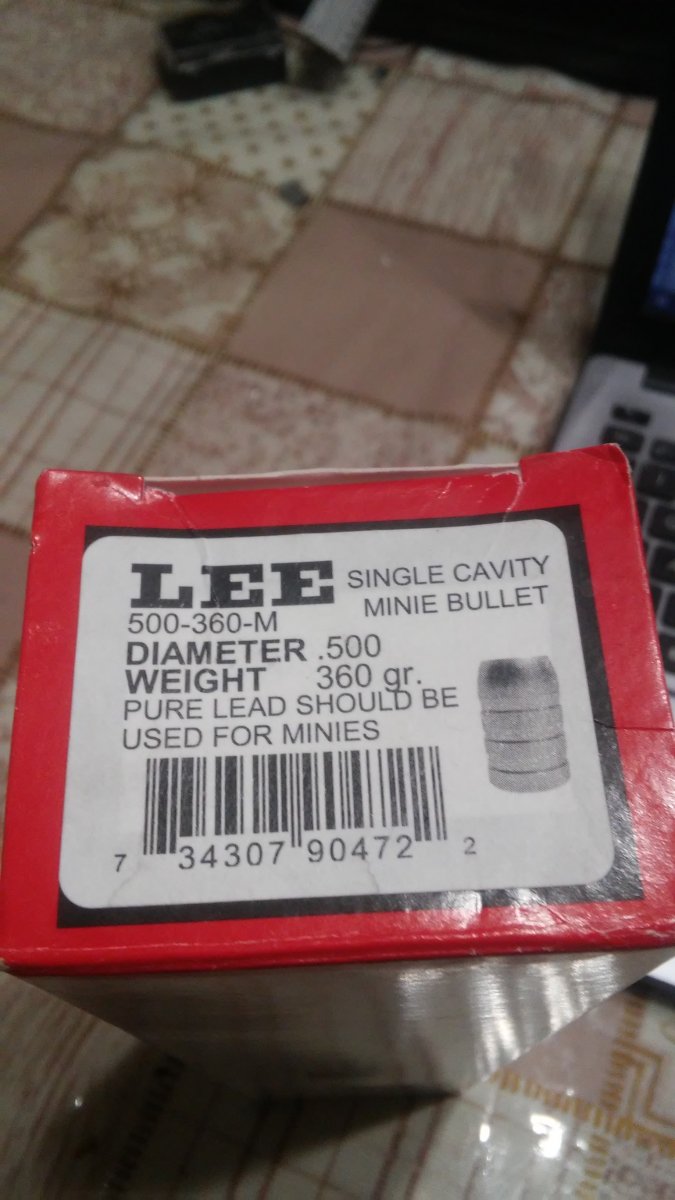 LEE SINGLE CAVITY
MINIE BULLET
500-360-M
DIAMETER .500
WEIGHT 360 gr.
PURE LEAD SHOULD BE
USED FOR MINIES
7 34307 90472 2